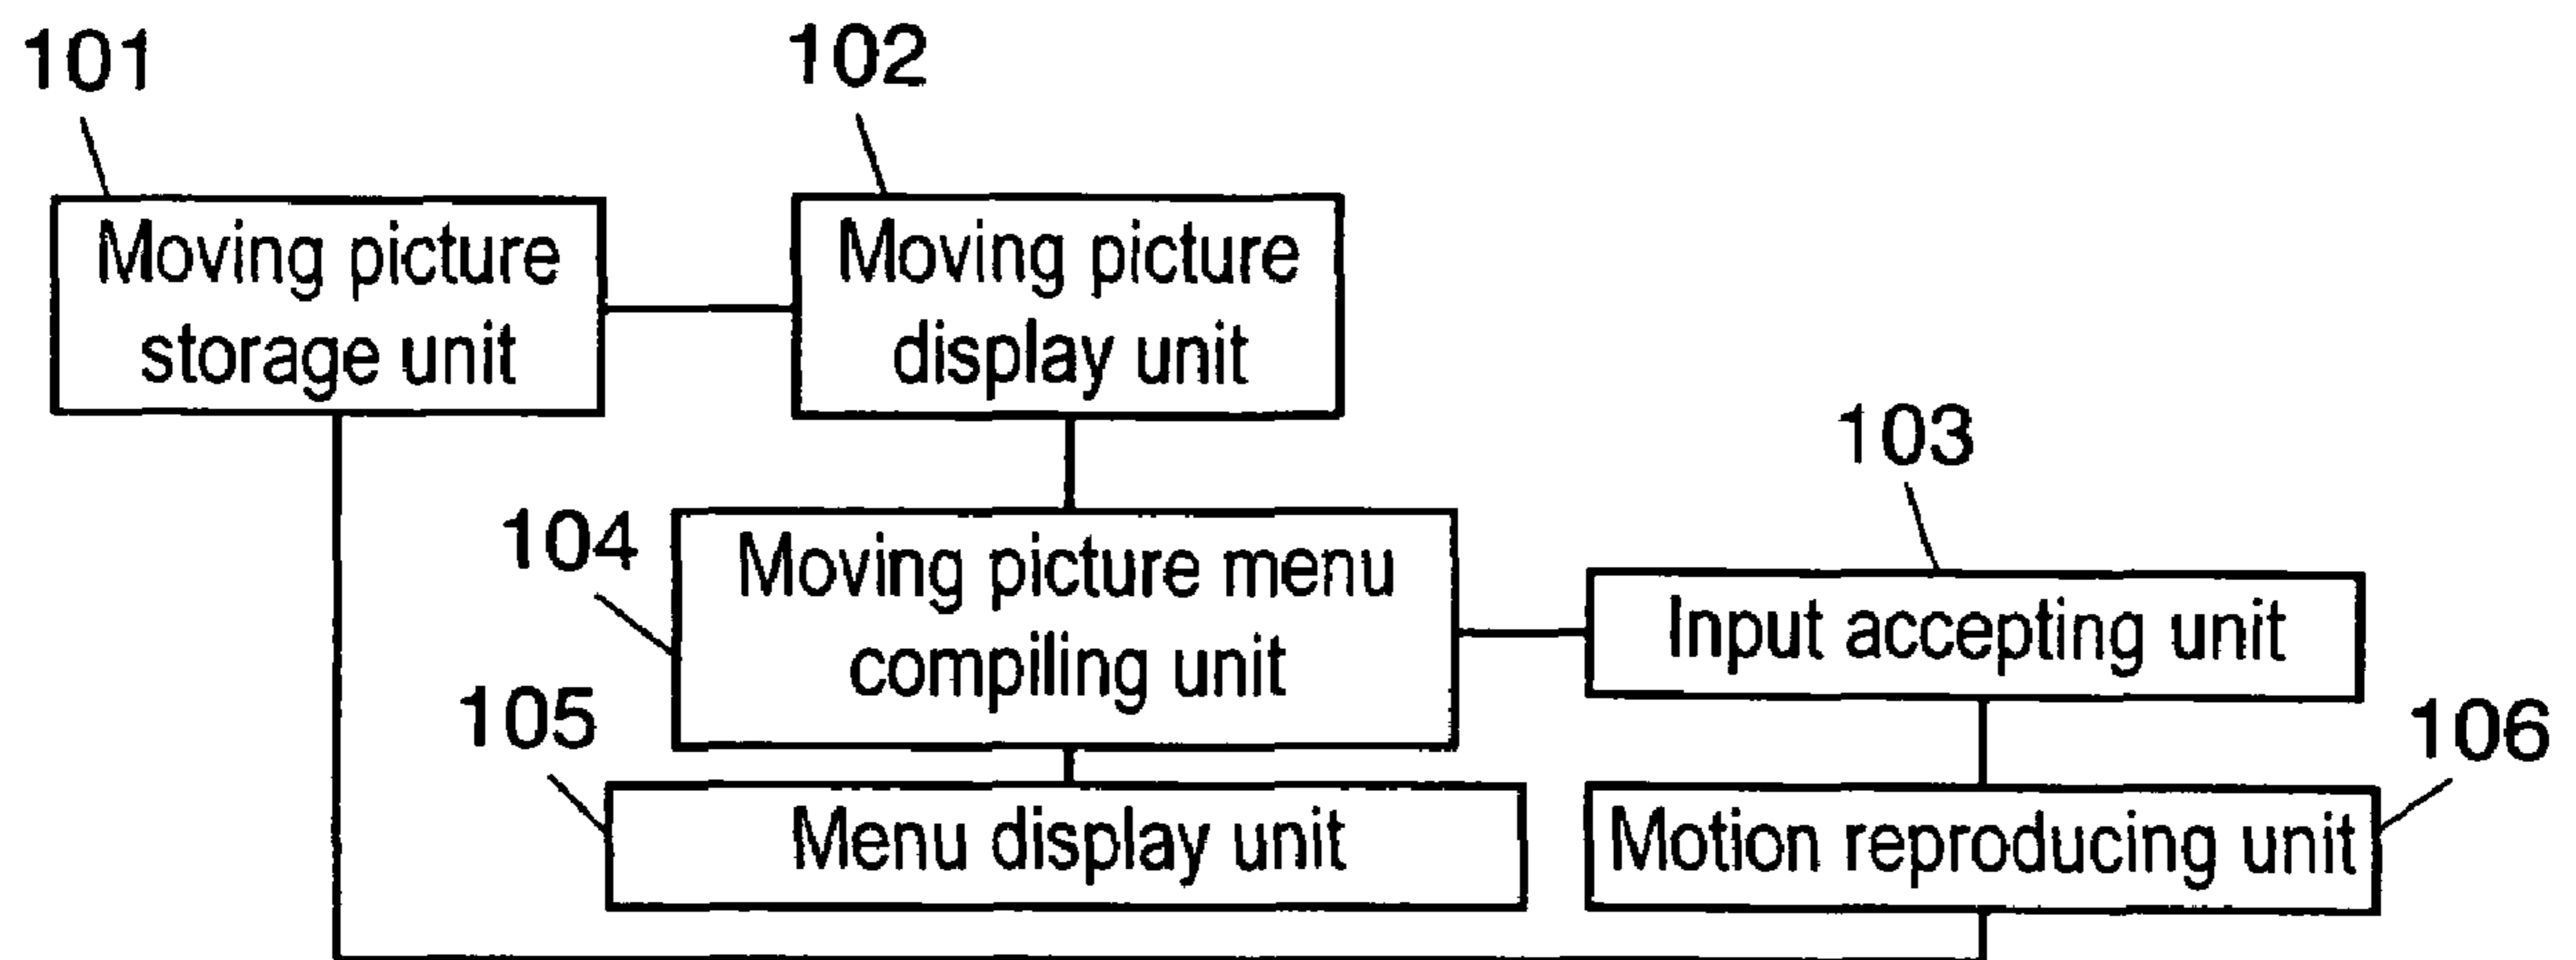 101
Moving picture
storage unit
102
Moving picture
display unit
103
Input accepting unit
104
Moving picture menu
compiling unit
105
Menu display unit
106
Motion reproducing unit